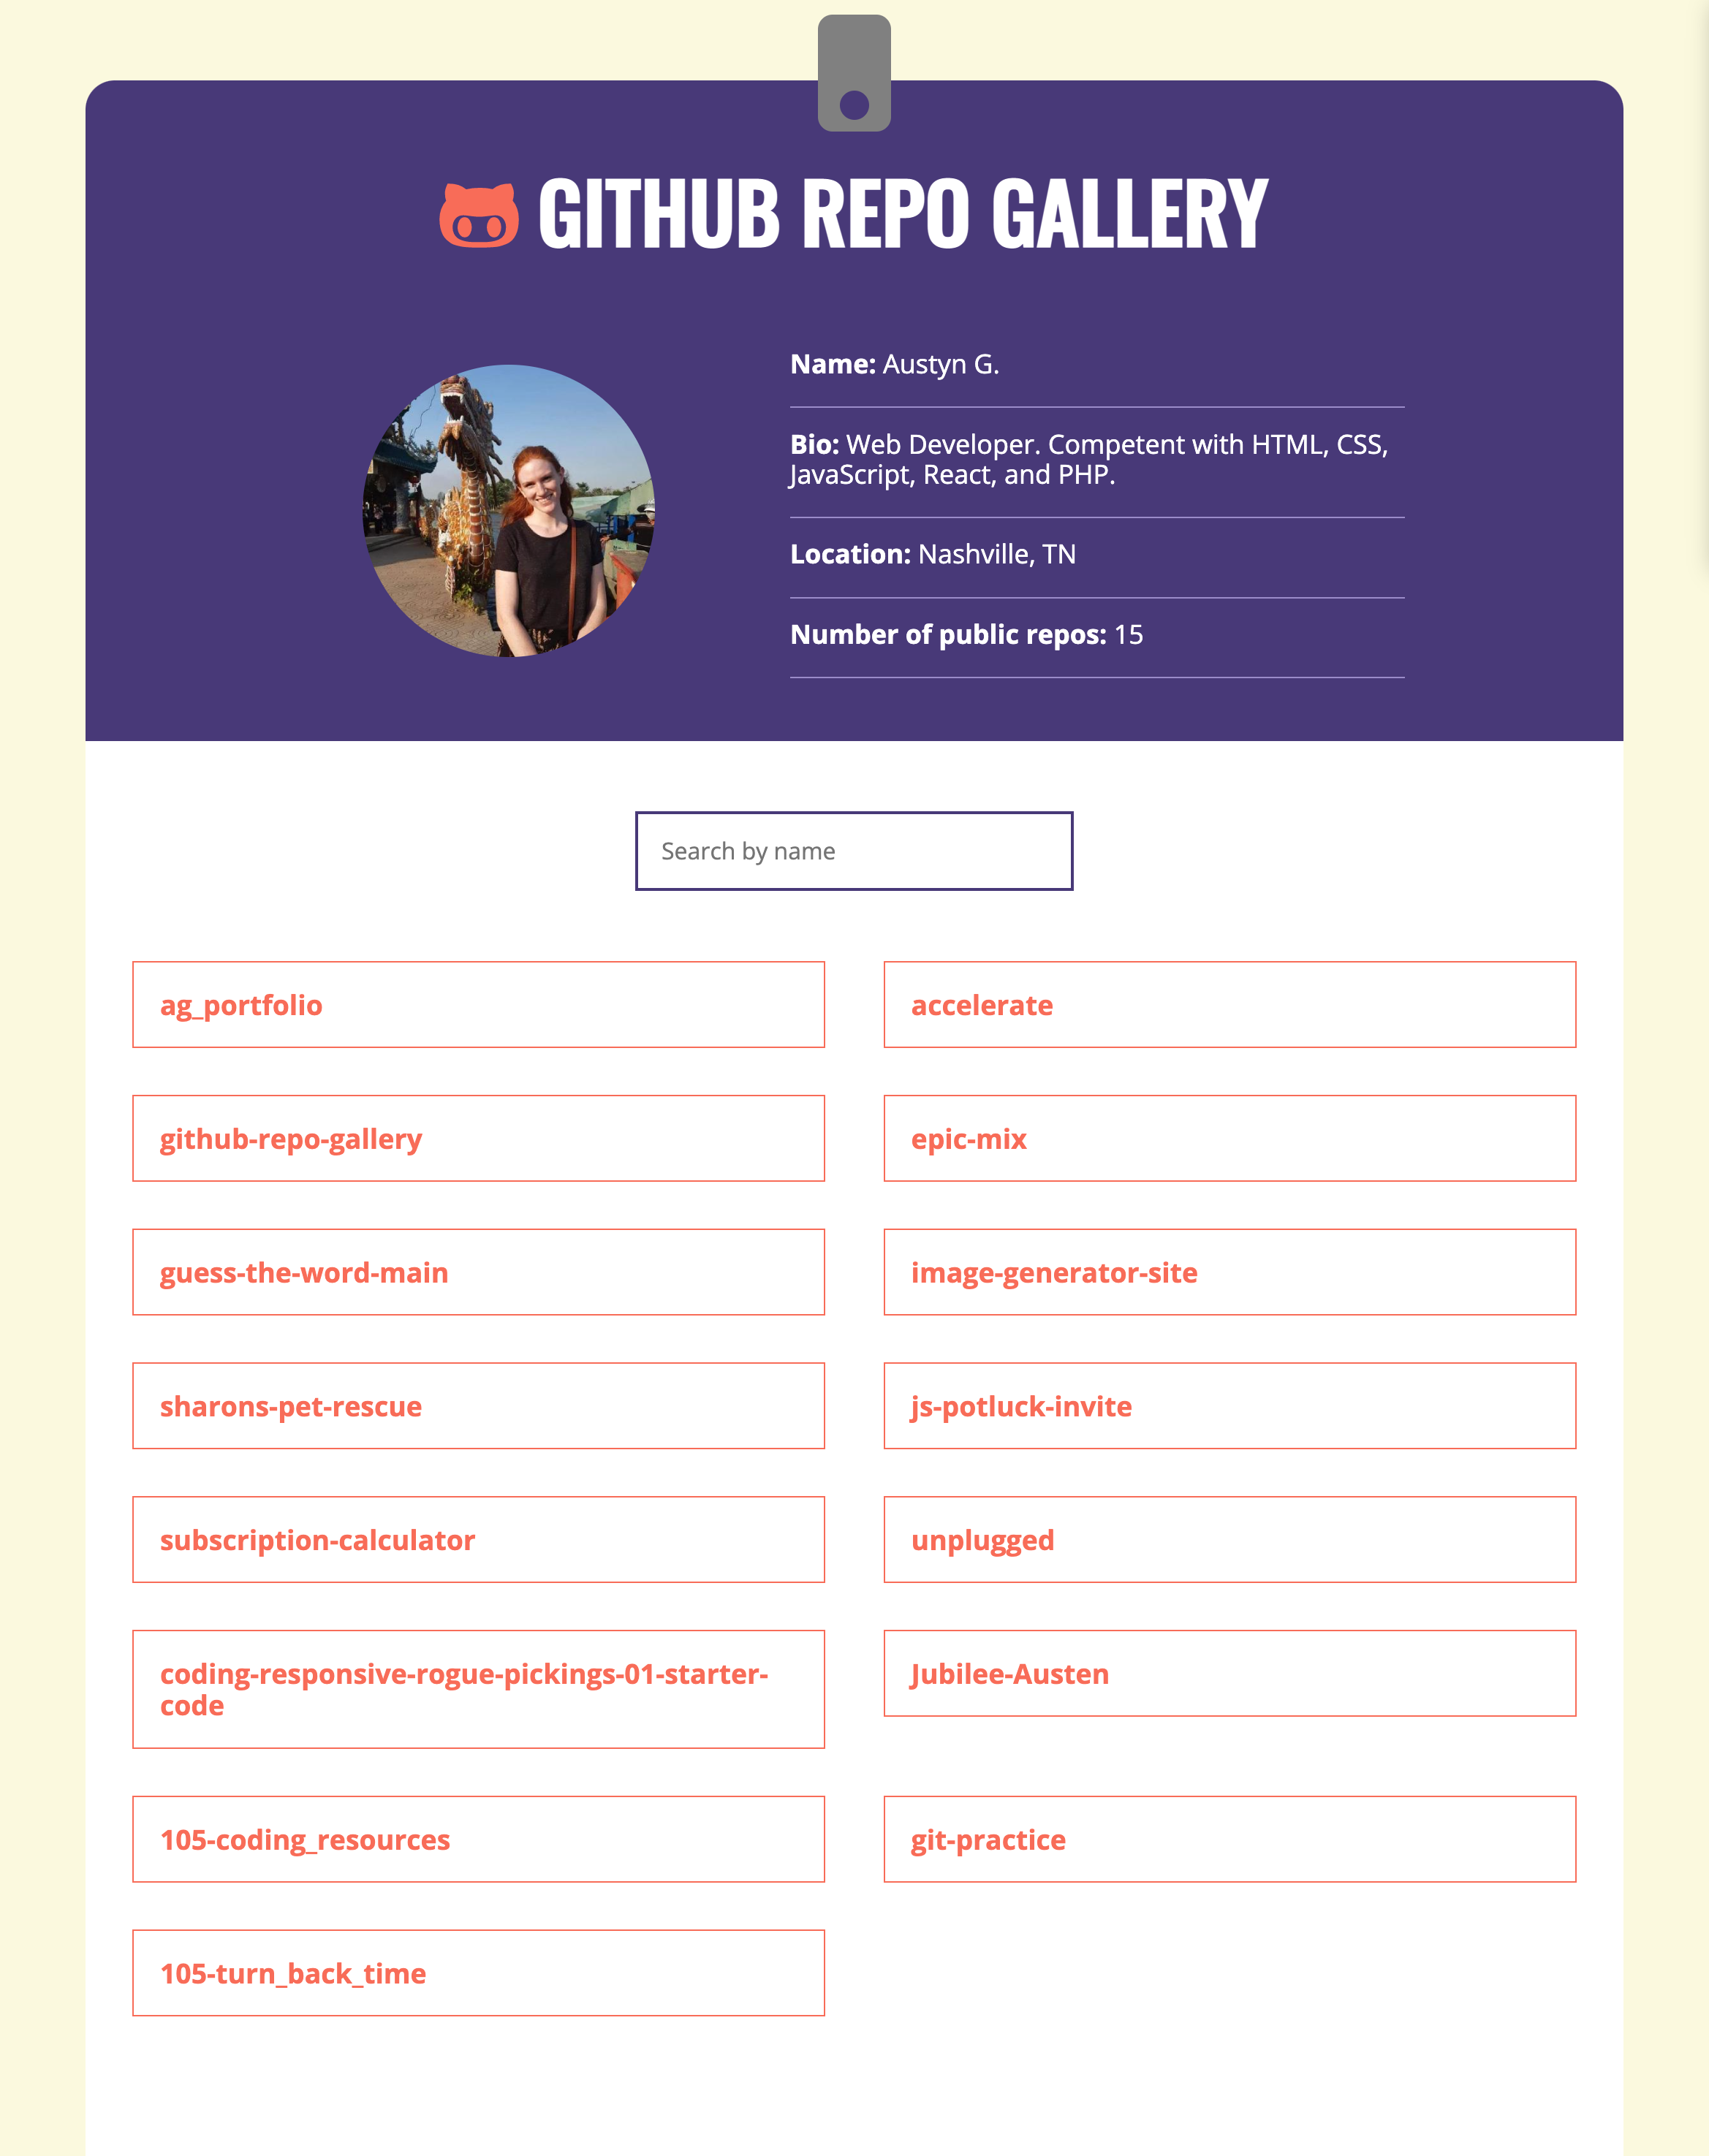 GITHUB REPO GALLERY
Name: Austyn G.
Bio: Web Developer. Competent with HTML, CSS,
JavaScript, React, and PHP.
Location: Nashville, TN
Number of public repos: 15
Search by name
ag_portfolio
accelerate
github-repo-gallery
epic-mix
guess-the-word-main
image-generator-site
sharons-pet-rescue
js-potluck-invite
subscription-calculator
unplugged
coding-responsive-rogue-pickings-01-starter-
code
Jubilee-Austen
105-coding_resources
git-practice
105-turn_back_time